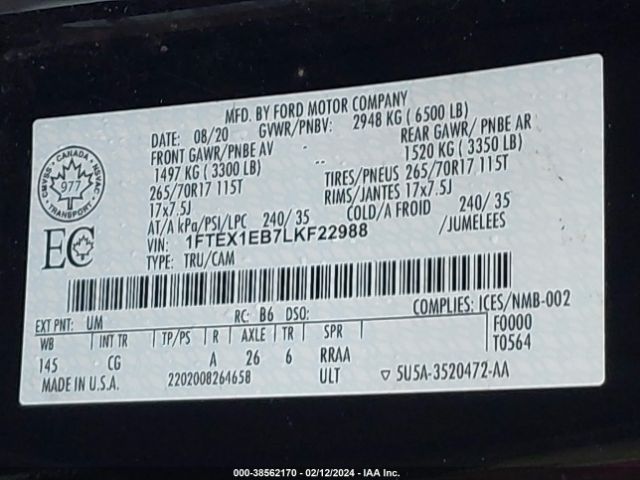 MFD. BY FORD MOTOR COMPANY
DATE: 08/20 GVWR/PNBV: 2948 KG ( 6500 LB)
FRONT GAWR/PNBE AV REAR GAWR/ PNBE AR
1497 KG ( 3300 LB) 1520 KG ( 3350 LB)
265/70R17 115T TIRES/PNEUS 265/70R17 115T
17x7.5J RIMS/JANTES 17x7.5J
AT/A kPa/PSI/LPC 240/ 35 COLD/A FROID 240/ 35
VIN: 1FTEX1EB7LKF22988 /JUMELEES
TYPE: TRU/CAM
CANADA
CMVSS NSVAC
977
TRANSPORT
EC
COMPLIES: ICES/NMB-002
EXT PNT: UM RC: B6 DSO: F0000
WB INT TR TP/PS R AXLE TR SPR T0564
145 CG A 26 6 RRAA
MADE IN U.S.A. 2202008264658 ULT ▽ 5U5A-3520472-AA
000-38562170 - 02/12/2024 - IAA Inc.